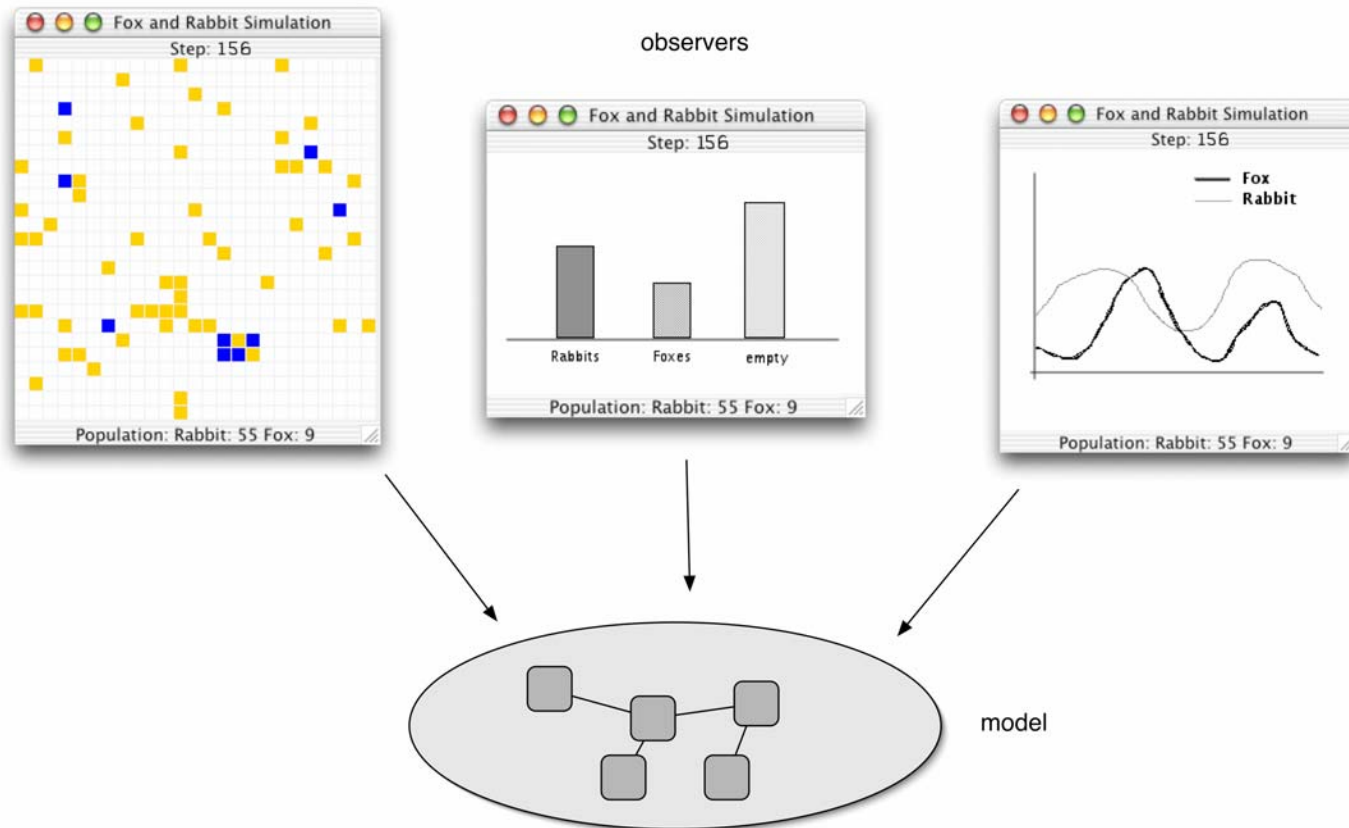 Fox and Rabbit Simulation
Step: 156
Population: Rabbit: 55 Fox: 9
observers
Fox and Rabbit Simulation
Step: 156
Rabbits Foxes empty
Population: Rabbit: 55 Fox: 9
Fox and Rabbit Simulation
Step: 156
Fox
Rabbit
Population: Rabbit: 55 Fox: 9
model